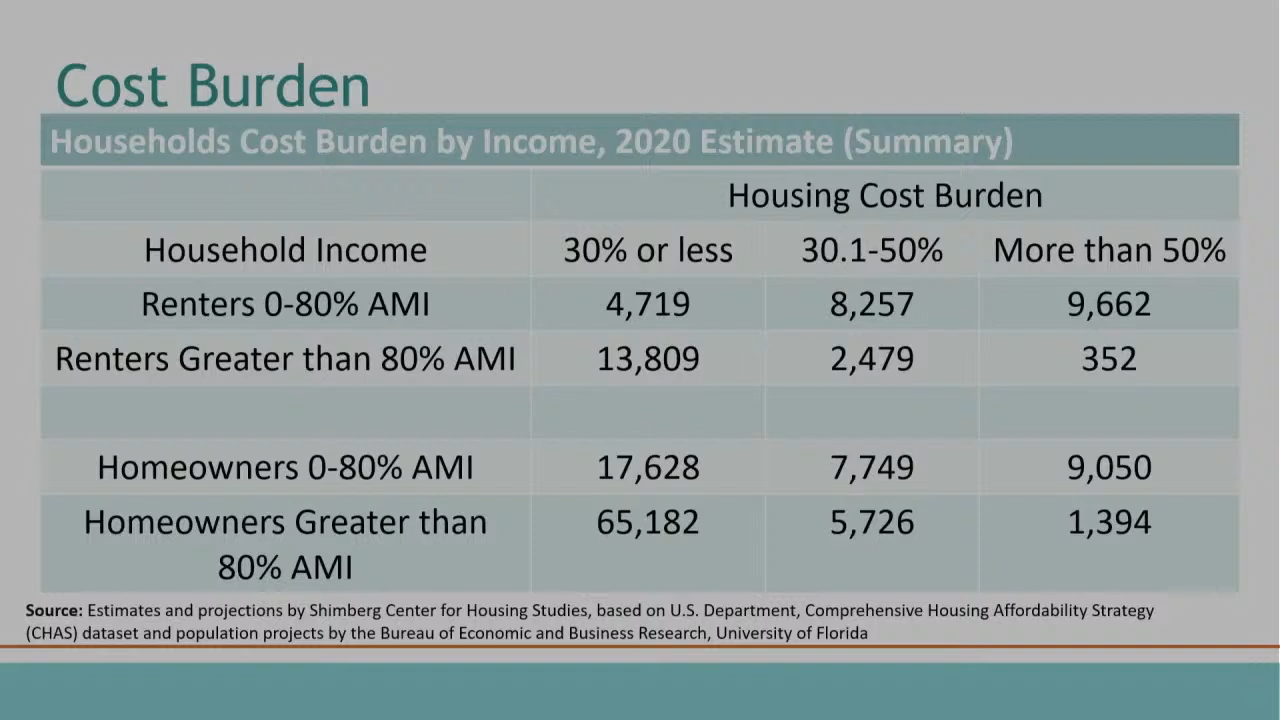 Cost Burden
Households Cost Burden by Income, 2020 Estimate (Summary)
Housing Cost Burden
Household Income 30% or less 30.1-50% More than 50%
Renters 0-80% AMI 4,719 8,257 9,662
Renters Greater than 80% AMI 13,809 2,479 352
Homeowners 0-80% AMI 17,628 7,749 9,050
Homeowners Greater than 65,182 5,726 1,394
80% AMI
Source: Estimates and projections by Shimberg Center for Housing Studies, based on U.S. Department, Comprehensive Housing Affordability Strategy
(CHAS) dataset and population projects by the Bureau of Economic and Business Research, University of Florida